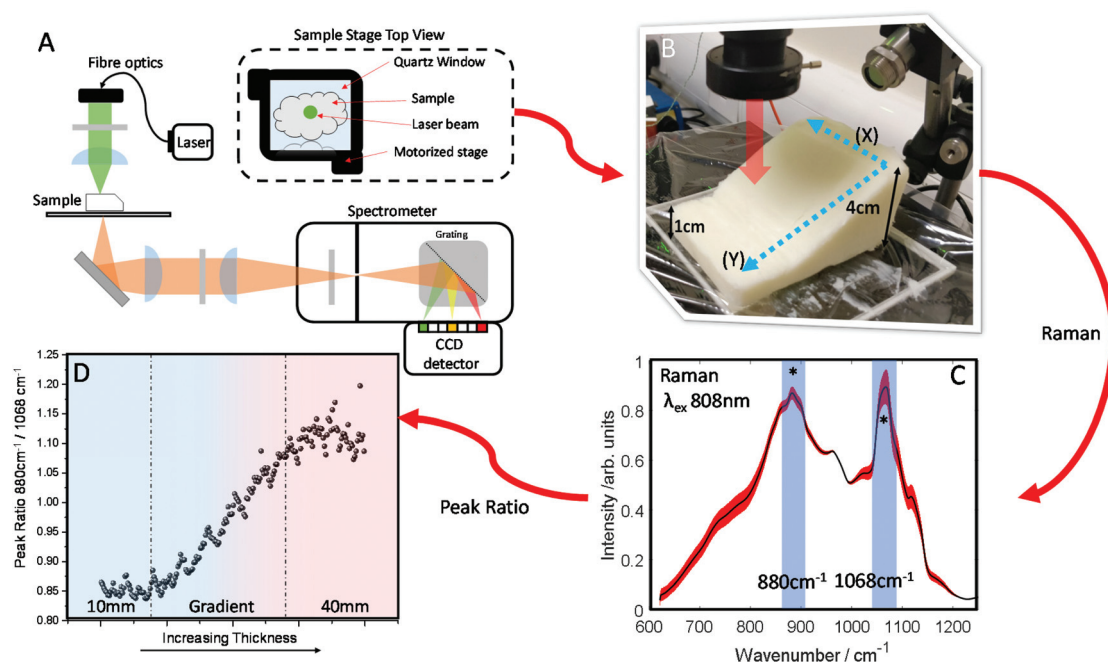 A
Fibre optics
Laser
Sample
Sample Stage Top View
Quartz Window
Sample
Laser beam
Motorized stage
Spectrometer
Grating
CCD
detector
B
(X)
(Y)
1cm
4cm
Raman
C
Raman
λex 808nm
*
*
880cm⁻¹
1068cm⁻¹
Intensity /arb. units
1
0.8
0.6
0.4
0.2
0
600
700
800
900
1000
1100
1200
Wavenumber / cm⁻¹
Peak Ratio
D
Peak Ratio 880cm⁻¹ / 1068 cm⁻¹
1.25
1.20
1.15
1.10
1.05
1.00
0.95
0.90
0.85
0.80
10mm
Gradient
40mm
Increasing Thickness